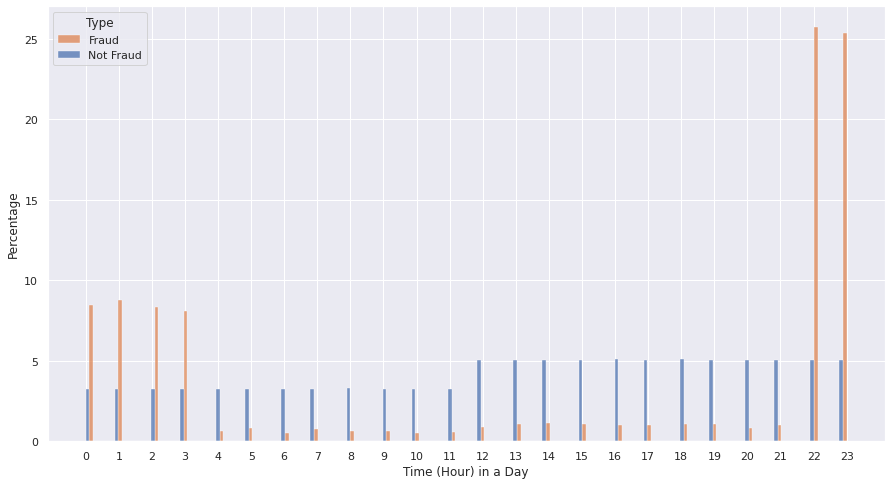 Type
Fraud
Not Fraud
25
20
15
10
5
0
Percentage
0 1 2 3 4 5 6 7 8 9 10 11 12 13 14 15 16 17 18 19 20 21 22 23
Time (Hour) in a Day